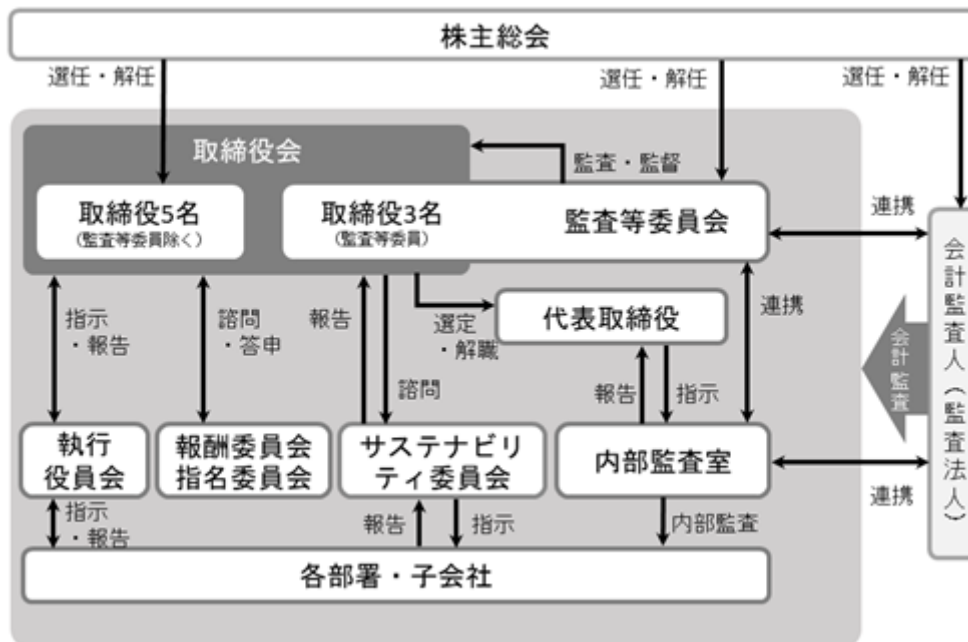 株主総会
選任・解任
選任・解任
選任・解任
取締役会
監査・監督
取締役5名
(監査等委員除く)
取締役3名
(監査等委員)
監査等委員会
連携
指示
・報告
諮問
・答申
報告
選定
・解職
代表取締役
連携
諮問
報告
指示
会計監査
会計監査人(監査法人)
執行
役員会
報酬委員会
指名委員会
サステナビリ
ティ委員会
内部監査室
連携
指示
・報告
報告
指示
内部監査
各部署・子会社